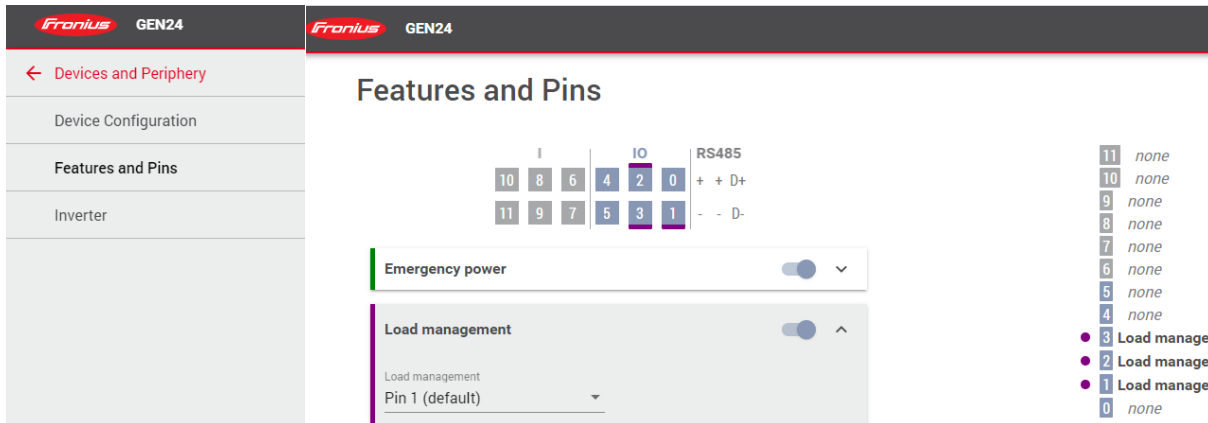 Fronius GEN24
Devices and Periphery
Device Configuration
Features and Pins
Inverter
Fronius GEN24
Features and Pins
I IO RS485
10 8 6 4 2 0 + + D+
11 9 7 5 3 1 - - D-
Emergency power
Load management
Load management
Pin 1 (default)
11 none
10 none
9 none
8 none
7 none
6 none
5 none
4 none
3 Load manage
2 Load manage
1 Load manage
0 none